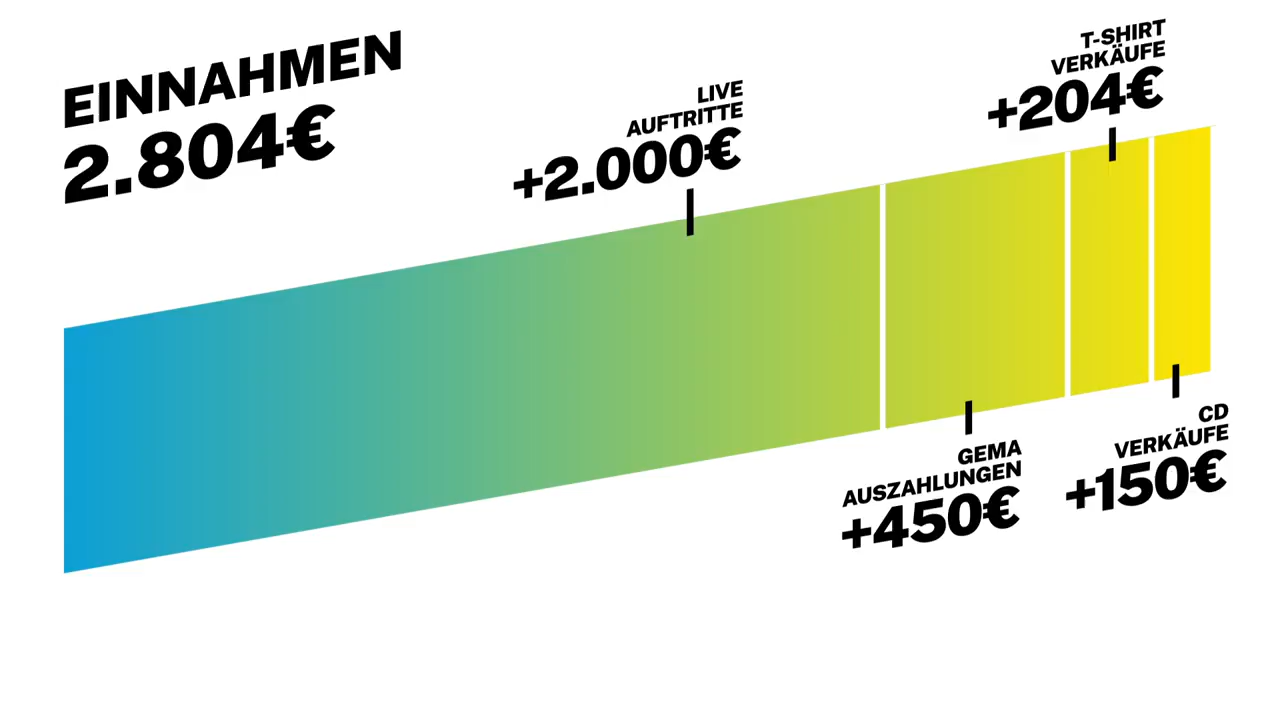 EINNAHMEN
2.804€
LIVE
AUFTRITTE
+2.000€
T-SHIRT
VERKÄUFE
+204€
GEMA
AUSZAHLUNGEN
+450€
CD
VERKÄUFE
+150€